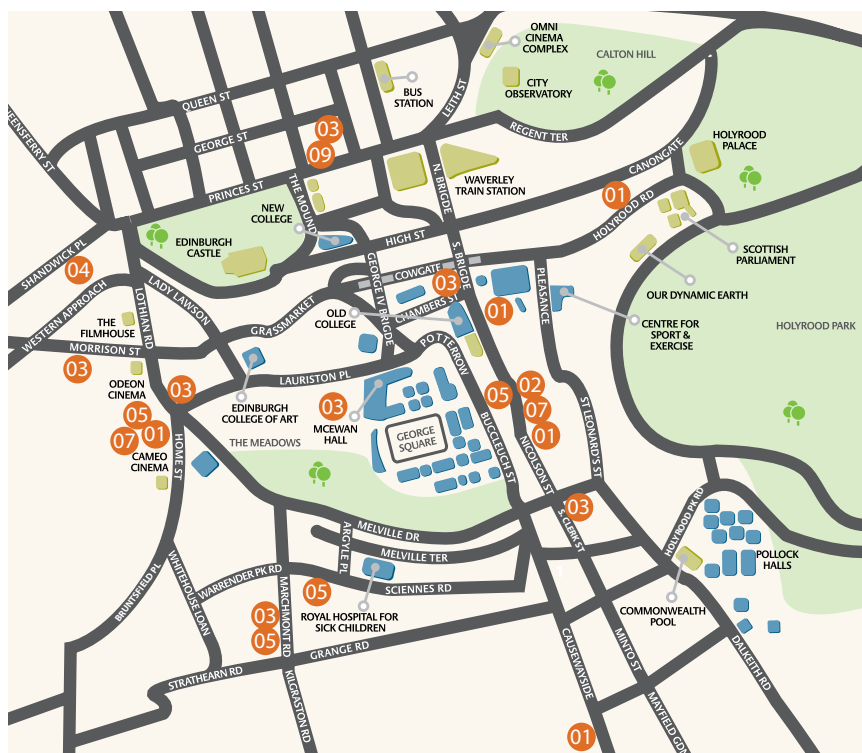 OMNI
CINEMA
COMPLEX
CALTON HILL
BUS
STATION
CITY
OBSERVATORY
LEITH ST
QUEEN ST
QUEENSFERRY ST
GEORGE ST
03
09
REGENT TER
HOLYROOD
PALACE
CANONGATE
PRINCES ST
THE MOUND
N. BRIGDE
WAVERLEY
TRAIN STATION
01
HOLYROOD RD
NEW
COLLEGE
EDINBURGH
CASTLE
HIGH ST
SCOTTISH
PARLIAMENT
SHANDWICK PL
04
S. BRIGDE
GEORGE IV BRIGDE
COWGATE
03
PLEASANCE
OUR DYNAMIC EARTH
WESTERN APPROACH
LOTHIAN RD
LADY LAWSON
GRASSMARKET
OLD
COLLEGE
CHAMBERS ST
01
CENTRE FOR
SPORT &
EXERCISE
HOLYROOD PARK
THE
FILMHOUSE
MORRISON ST
POTTERROW
03
ODEON
CINEMA
03
LAURISTON PL
EDINBURGH
COLLEGE OF ART
03
MCEWAN
HALL
05
02
07
01
05
07
01
CAMEO
CINEMA
HOME ST
THE MEADOWS
GEORGE
SQUARE
BUCCLEUCH ST
NICOLSON ST
ST LEONARD'S ST
03
S. CLERK ST
HOLYROOD PK RD
MELVILLE DR
MELVILLE TER
ARGYLE PL
POLLOCK
HALLS
BRUNTSFIELD PL
WHITEHOUSE LOAN
WARRENDER PK RD
MARCHMONT RD
05
SCIENNES RD
ROYAL HOSPITAL FOR
SICK CHILDREN
COMMONWEALTH
POOL
03
05
GRANGE RD
STRATHEARN RD
KILGRASTON RD
CAUSEWAYSIDE
MINTO ST
MAYFIELD GDN
DALKEITH RD
01